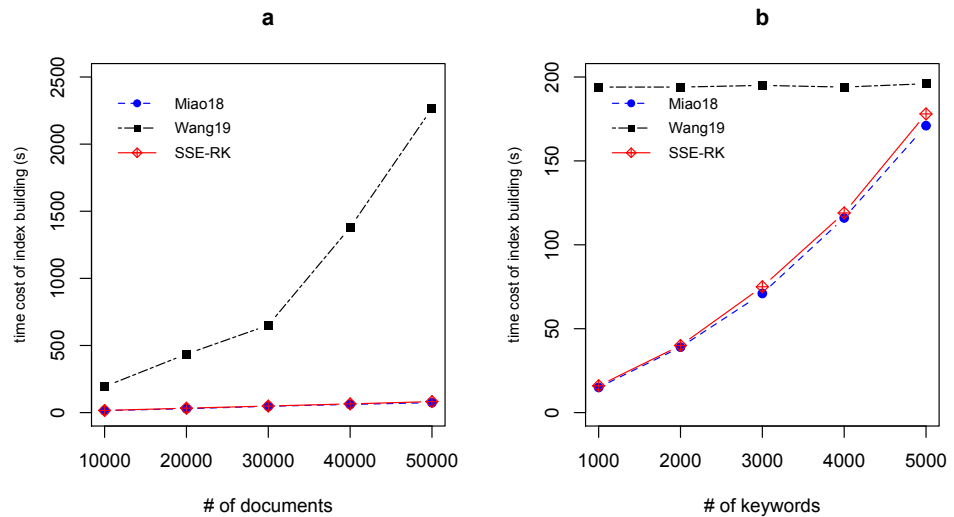 a
time cost of index building (s)
2500
2000
1500
1000
500
0
Miao18
Wang19
SSE-RK
10000 20000 30000 40000 50000
# of documents
b
time cost of index building (s)
200
150
100
50
0
Miao18
Wang19
SSE-RK
1000 2000 3000 4000 5000
# of keywords